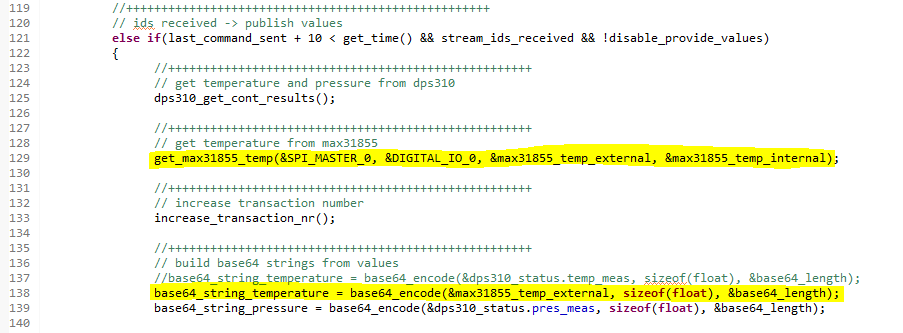 119 //++++++++++++++++++++++++++++++++++++++++++++++++++
120 // ids received -> publish values
121 else if(last_command_sent + 10 < get_time() && stream_ids_received && !disable_provide_values)
122 {
123 //++++++++++++++++++++++++++++++++++++++++++++++++++
124 // get temperature and pressure from dps310
125 dps310_get_cont_results();
126
127 //++++++++++++++++++++++++++++++++++++++++++++++++++
128 // get temperature from max31855
129 get_max31855_temp(&SPI_MASTER_0, &DIGITAL_IO_0, &max31855_temp_external, &max31855_temp_internal);
130
131 //++++++++++++++++++++++++++++++++++++++++++++++++++
132 // increase transaction number
133 increase_transaction_nr();
134
135 //++++++++++++++++++++++++++++++++++++++++++++++++++
136 // build base64 strings from values
137 //base64_string_temperature = base64_encode(&dps310_status.temp_meas, sizeof(float), &base64_length);
138 base64_string_temperature = base64_encode(&max31855_temp_external, sizeof(float), &base64_length);
139 base64_string_pressure = base64_encode(&dps310_status.pres_meas, sizeof(float), &base64_length);
140